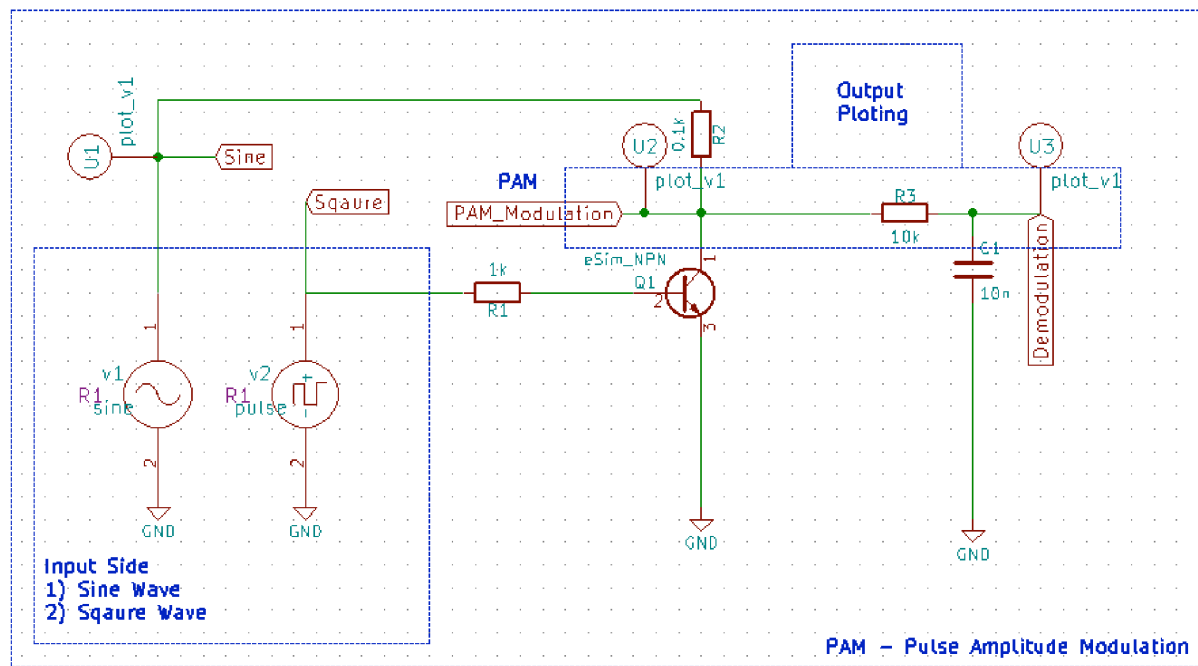 Output
Ploting
plot_v1
U1
Sine
0.1k
R2
U2
plot_v1
U3
plot_v1
PAM
Sqaure
PAM_Modulation
R3
10k
eSim_NPN
Q1
1
2
3
1k
R1
C1
10n
Demodulation
1
1
v1
R1
sine
v2
R1
pulse
+
-
2
2
GND
GND
GND
GND
Input Side
1) Sine Wave
2) Sqaure Wave
PAM - Pulse Amplitude Modulation